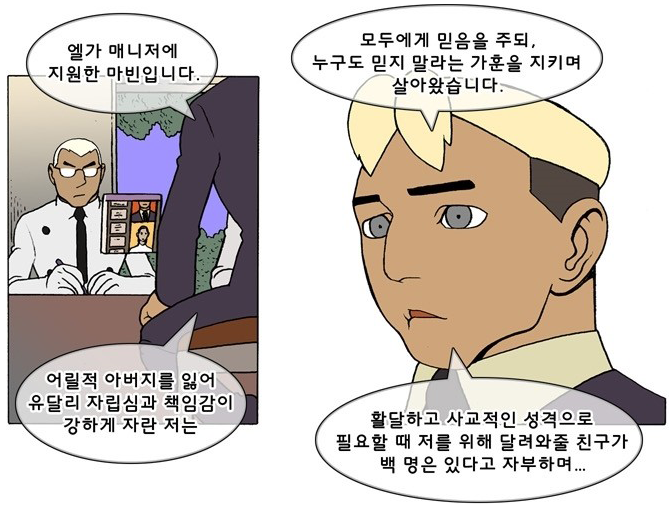 엘가 매니저에
지원한 마빈입니다.
어릴적 아버지를 잃어
유달리 자립심과 책임감이
강하게 자란 저는
모두에게 믿음을 주되,
누구도 믿지 말라는 가훈을 지키며
살아왔습니다.
활달하고 사교적인 성격으로
필요할 때 저를 위해 달려와줄 친구가
백 명은 있다고 자부하며...